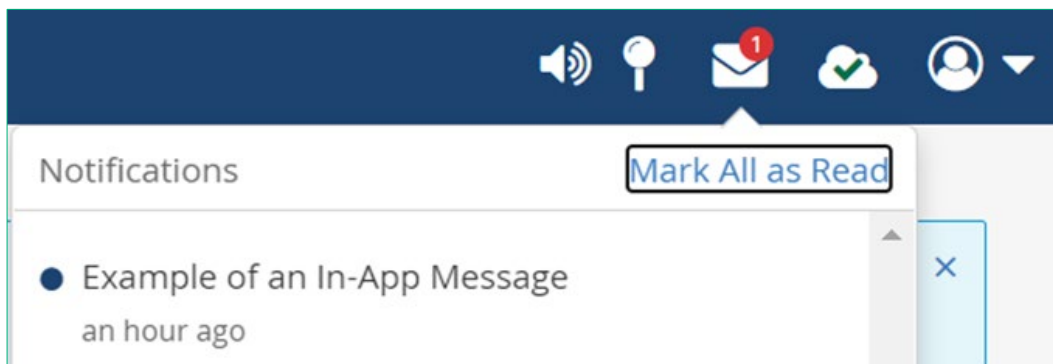 1
Notifications
Mark All as Read
Example of an In-App Message
an hour ago